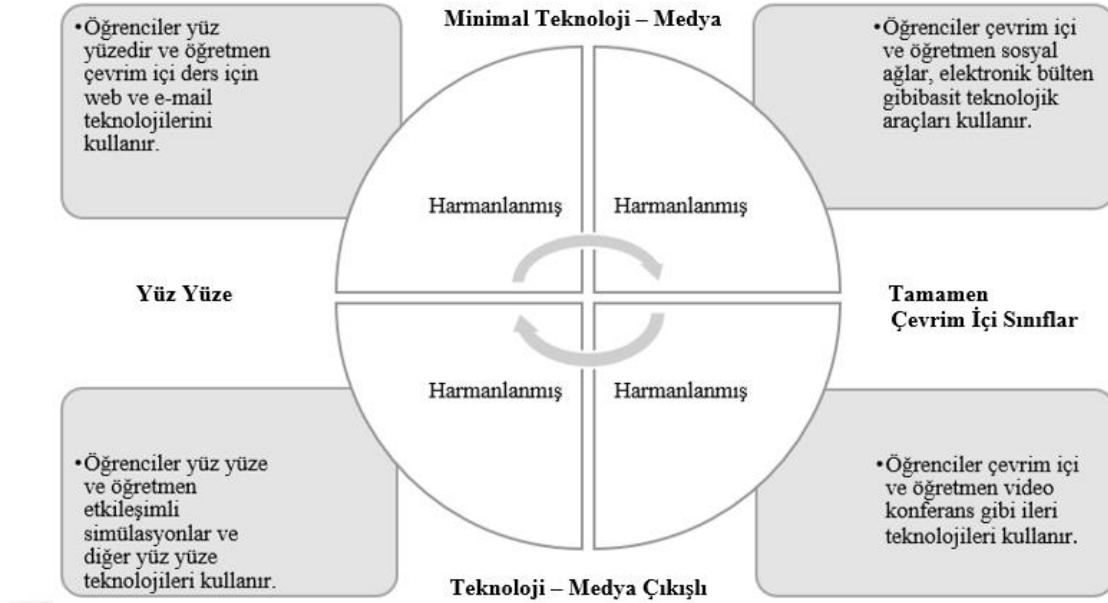 Minimal Teknoloji – Medya
•Öğrenciler yüz
yüzedir ve öğretmen
çevrim içi ders için
web ve e-mail
teknolojilerini
kullanır.
•Öğrenciler çevrim içi
ve öğretmen sosyal
ağlar, elektronik bülten
gibibasit teknolojik
araçları kullanır.
Harmanlanmış
Harmanlanmış
Yüz Yüze
Tamamen
Çevrim İçi Sınıflar
Harmanlanmış
Harmanlanmış
•Öğrenciler yüz yüze
ve öğretmen
etkileşimli
simülasyonlar ve
diğer yüz yüze
teknolojileri kullanır.
•Öğrenciler çevrim içi
ve öğretmen video
konferans gibi ileri
teknolojileri kullanır.
Teknoloji – Medya Çıkışlı